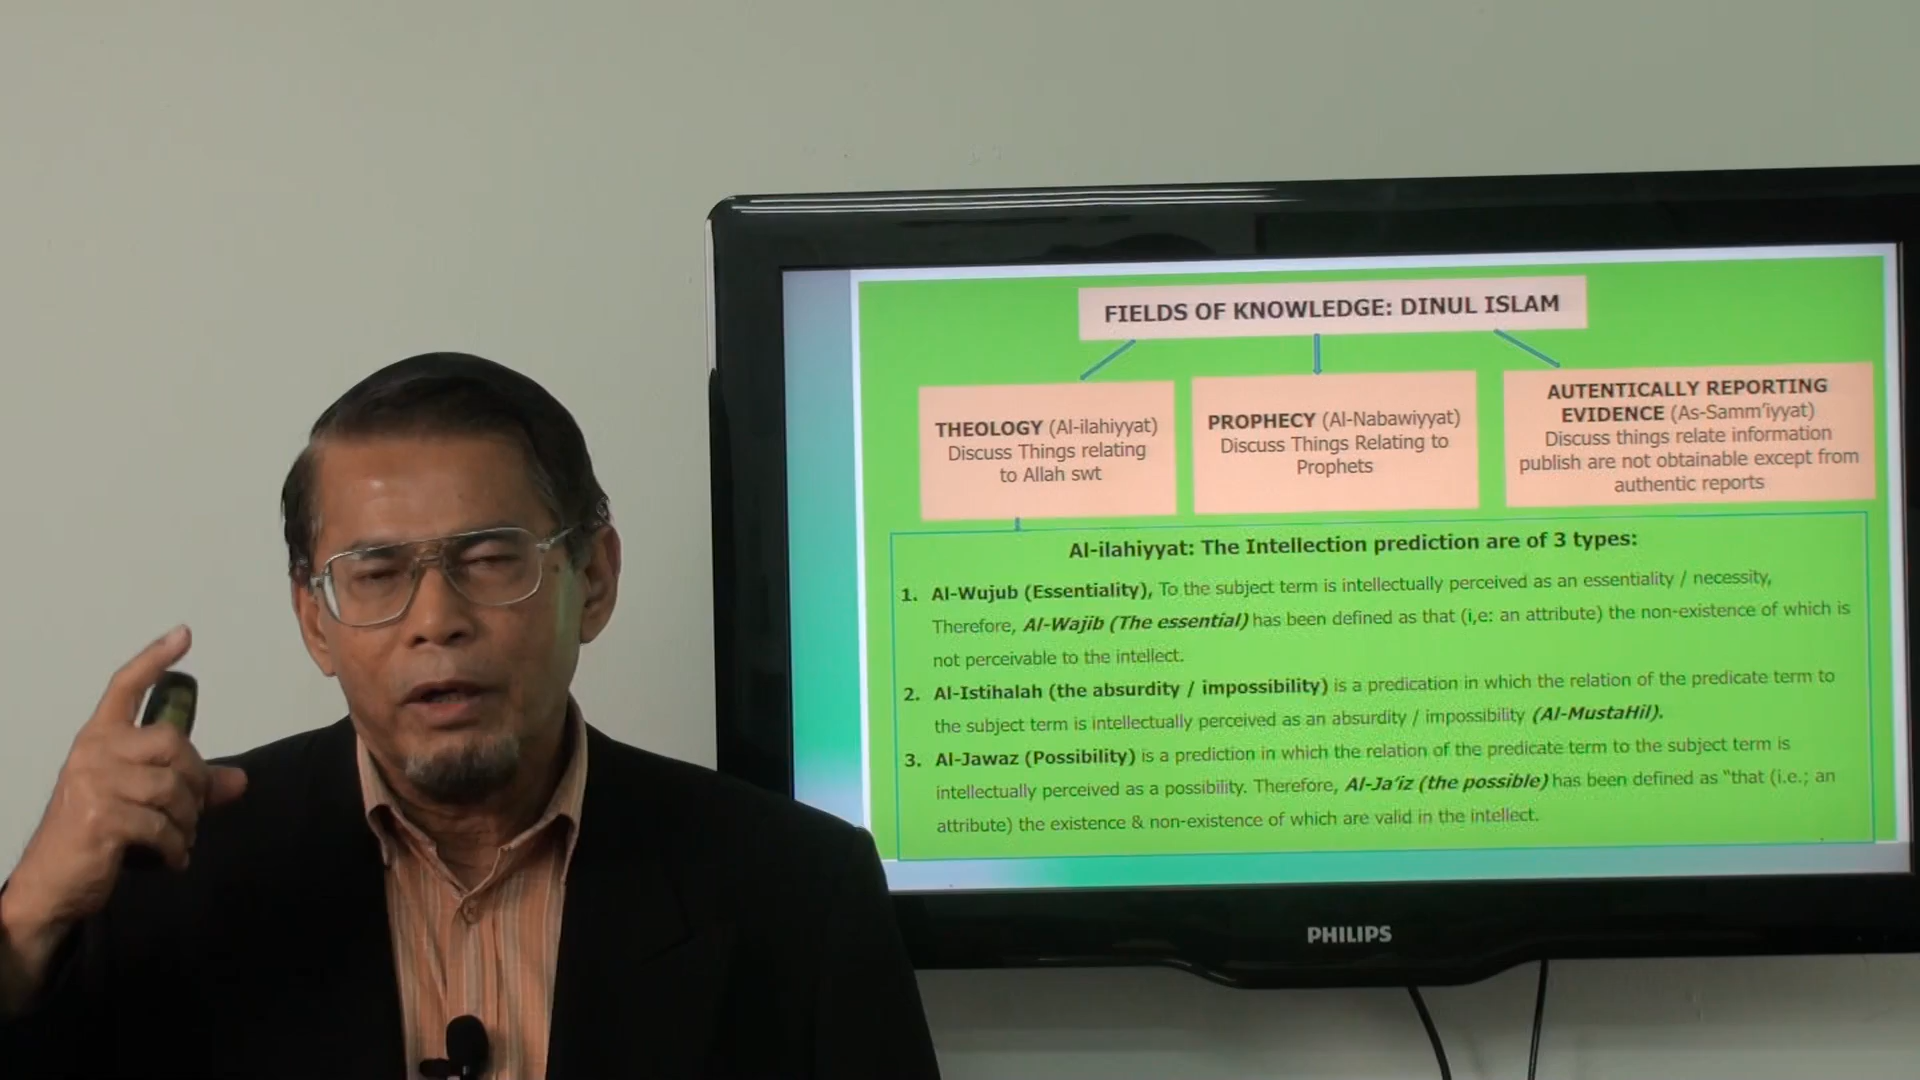 FIELDS OF KNOWLEDGE: DINUL ISLAM
THEOLOGY (Al-ilahiyyat)
Discuss Things relating
to Allah swt
PROPHECY (Al-Nabawiyyat)
Discuss Things Relating to
Prophets
AUTENTICALLY REPORTING
EVIDENCE (As-Samm'iyyat)
Discuss things relate information
publish are not obtainable except from
authentic reports
Al-ilahiyyat: The Intellection prediction are of 3 types:
1. Al-Wujub (Essentiality), To the subject term is intellectually perceived as an essentiality / necessity,
Therefore, Al-Wajib (The essential) has been defined as that (i,e: an attribute) the non-existence of which is
not perceivable to the intellect.
2. Al-Istihalah (the absurdity / impossibility) is a predication in which the relation of the predicate term to
the subject term is intellectually perceived as an absurdity / impossibility (Al-MustaHil).
3. Al-Jawaz (Possibility) is a prediction in which the relation of the predicate term to the subject term is
intellectually perceived as a possibility. Therefore, Al-Ja'iz (the possible) has been defined as "that (i.e.; an
attribute) the existence & non-existence of which are valid in the intellect.
PHILIPS